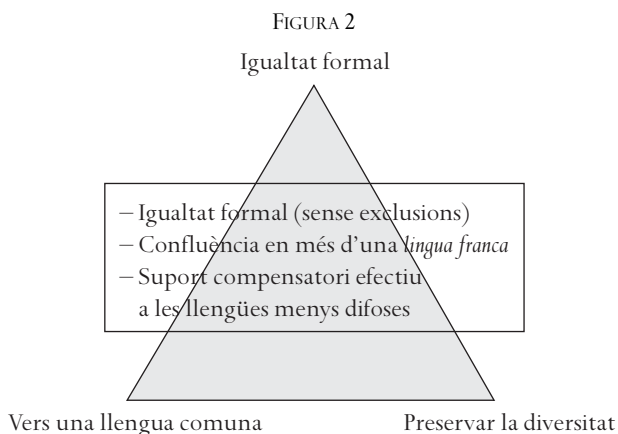 FIGURA 2
Igualtat formal
– Igualtat formal (sense exclusions)
– Confluència en més d’una lingua franca
– Suport compensatori efectiu
a les llengües menys difoses
Vers una llengua comuna
Preservar la diversitat